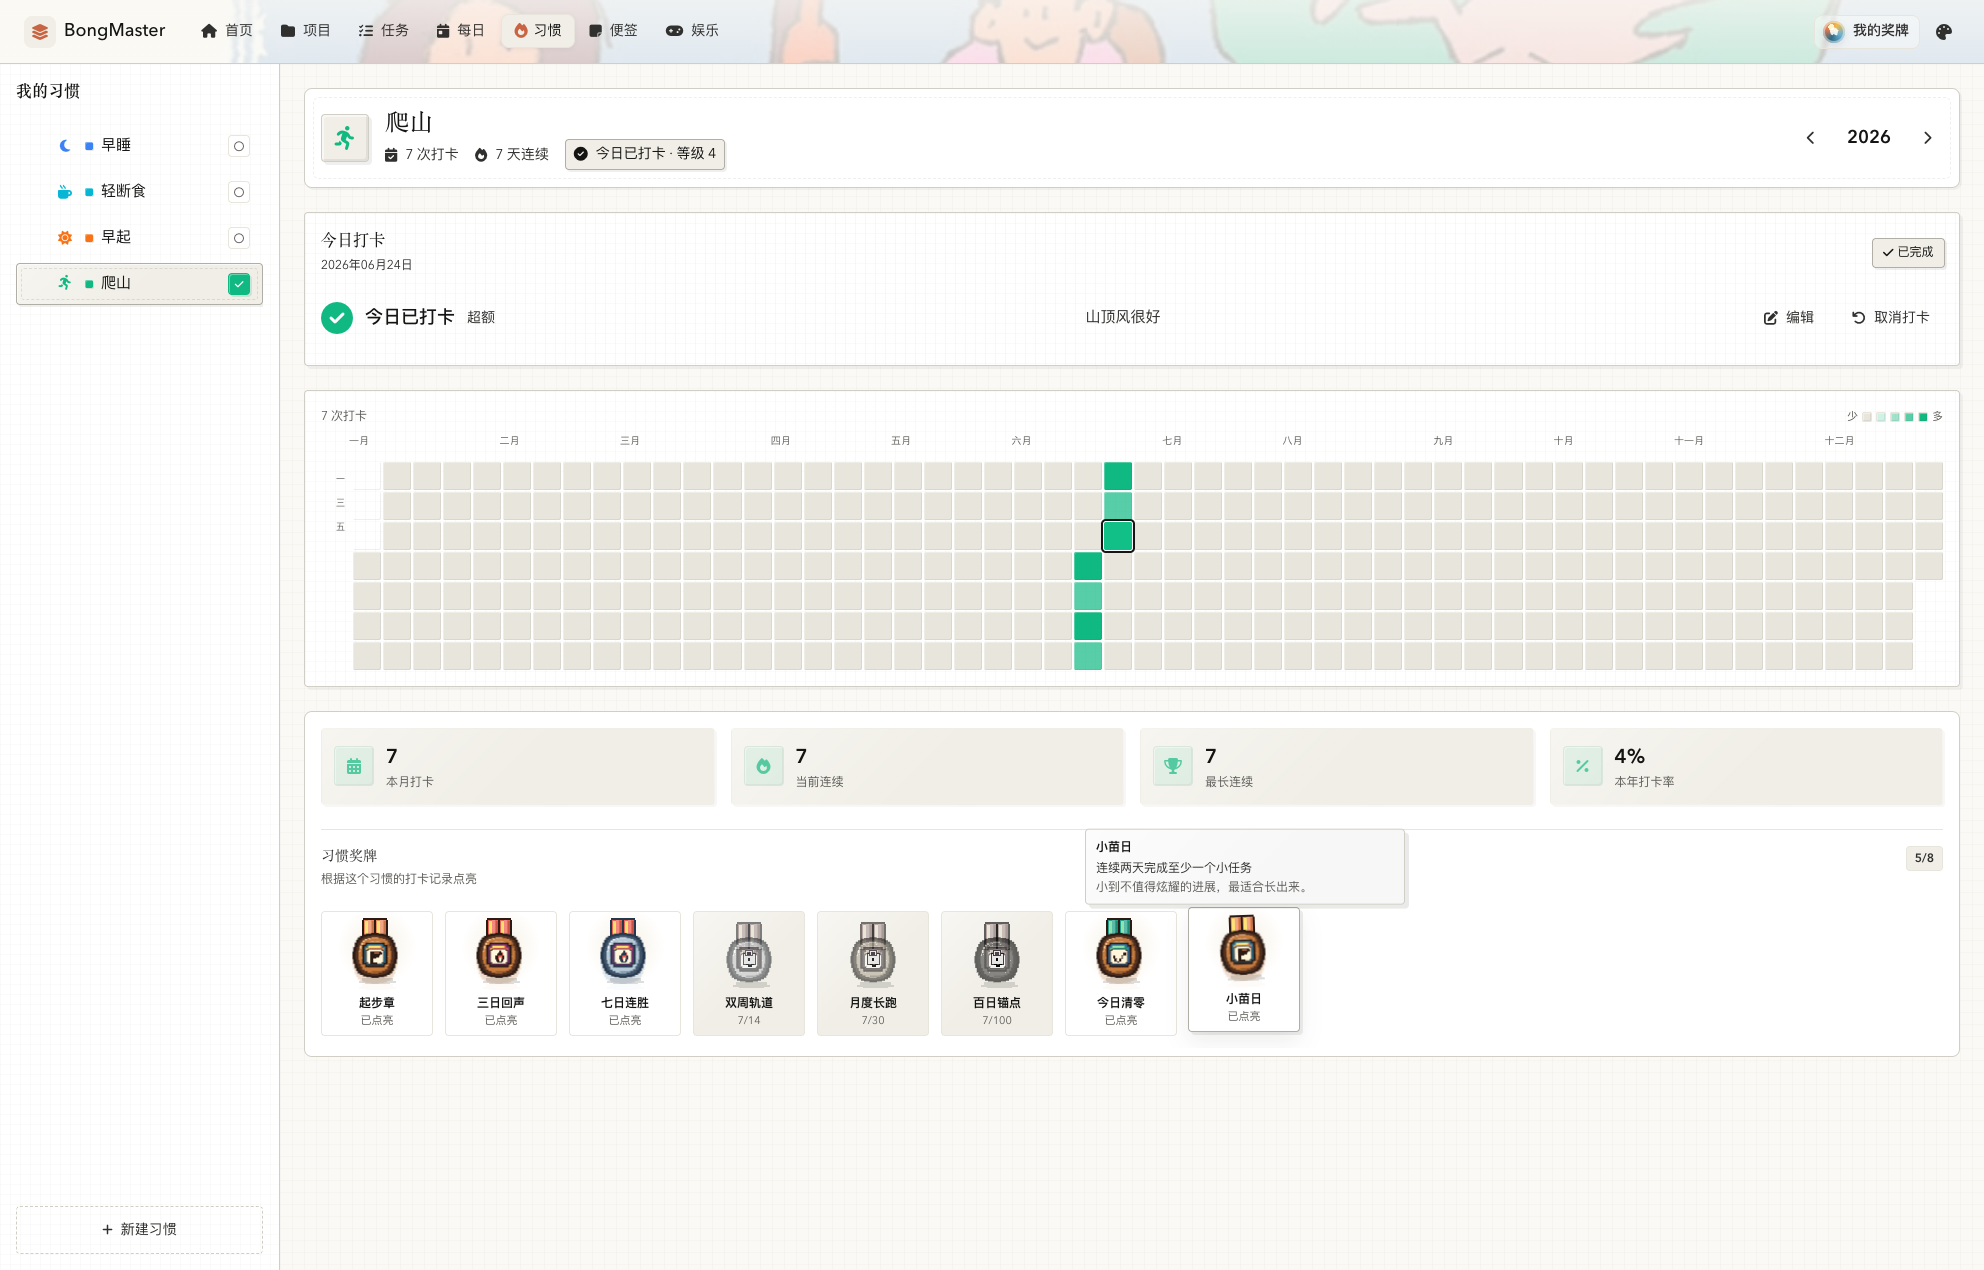 BongMaster
首页
项目
任务
每日
习惯
便签
娱乐
我的奖牌
我的习惯
早睡
轻断食
早起
爬山
新建习惯
爬山
7 次打卡
7 天连续
今日已打卡 · 等级 4
2026
今日打卡
2026年06月24日
已完成
今日已打卡 超额
山顶风很好
编辑
取消打卡
7 次打卡
少
多
一月 二月 三月 四月 五月 六月 七月 八月 九月 十月 十一月 十二月
一
三
五
7
本月打卡
7
当前连续
7
最长连续
4%
本年打卡率
习惯奖牌
根据这个习惯的打卡记录点亮
5/8
小苗日
连续两天完成至少一个小任务
小到不值得炫耀的进展，最适合长出来。
起步章
已点亮
三日回声
已点亮
七日连胜
已点亮
双周轨道
7/14
月度长跑
7/30
百日锚点
7/100
今日清零
已点亮
小苗日
已点亮